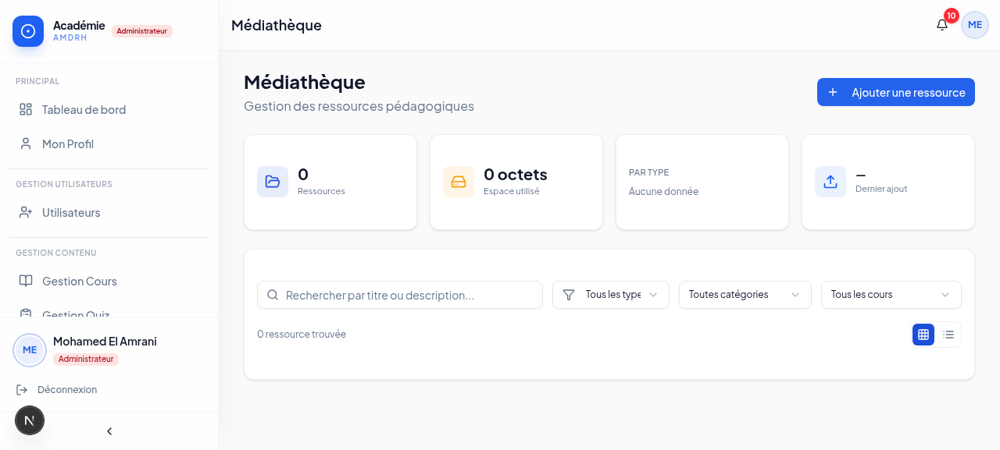 Académie
AMDRH
Administrateur
PRINCIPAL
Tableau de bord
Mon Profil
GESTION UTILISATEURS
Utilisateurs
GESTION CONTENU
Gestion Cours
Gestion Quiz
ME
Mohamed El Amrani
Administrateur
Déconnexion
N
Médiathèque
10
ME
Médiathèque
Gestion des ressources pédagogiques
Ajouter une ressource
0
Ressources
0 octets
Espace utilisé
PAR TYPE
Aucune donnée
–
Dernier ajout
Rechercher par titre ou description...
Tous les type
Toutes catégories
Tous les cours
0 ressource trouvée